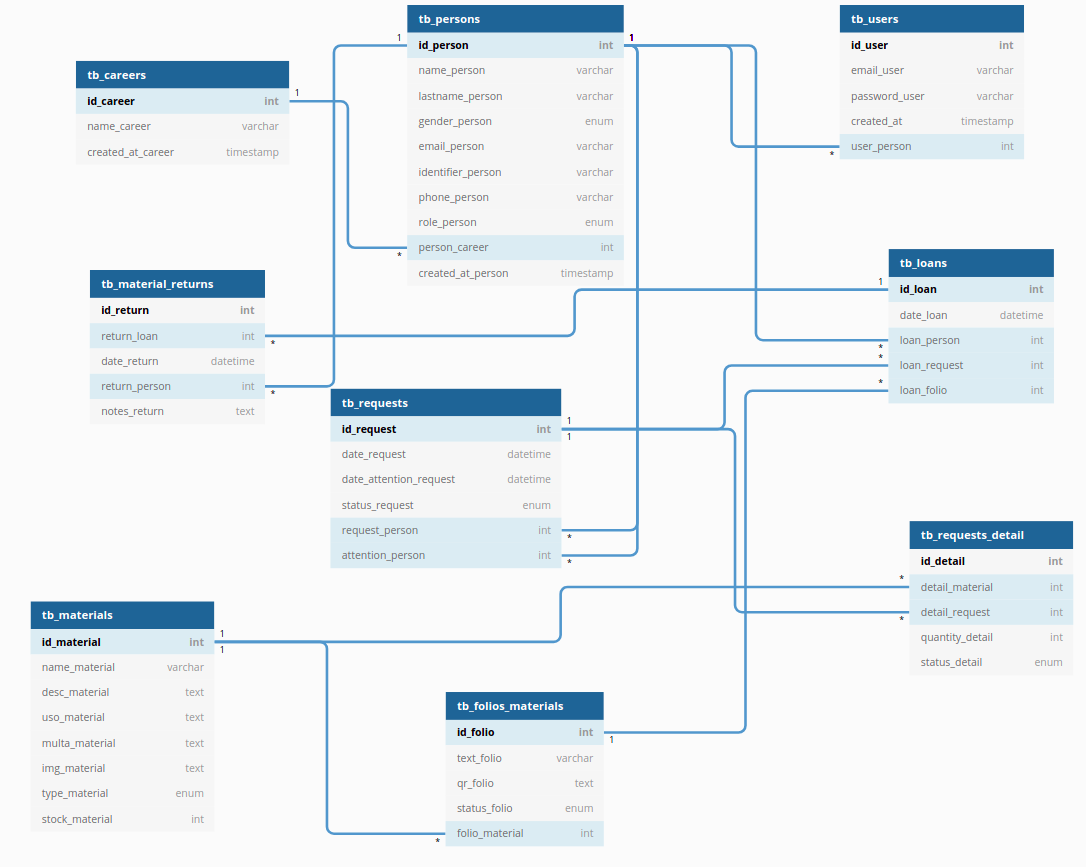 tb_persons
id_person int
name_person varchar
lastname_person varchar
gender_person enum
email_person varchar
identifier_person varchar
phone_person varchar
role_person enum
person_career int
created_at_person timestamp
1
1
*
tb_users
id_user int
email_user varchar
password_user varchar
created_at timestamp
user_person int
*
tb_careers
id_career int
name_career varchar
created_at_career timestamp
1
tb_loans
id_loan int
date_loan datetime
loan_person int
loan_request int
loan_folio int
1
*
*
*
tb_material_returns
id_return int
return_loan int
date_return datetime
return_person int
notes_return text
*
*
tb_requests
id_request int
date_request datetime
date_attention_request datetime
status_request enum
request_person int
attention_person int
1
1
*
*
tb_requests_detail
id_detail int
detail_material int
detail_request int
quantity_detail int
status_detail enum
*
*
tb_materials
id_material int
name_material varchar
desc_material text
uso_material text
multa_material text
img_material text
type_material enum
stock_material int
1
1
tb_folios_materials
id_folio int
text_folio varchar
qr_folio text
status_folio enum
folio_material int
1
*